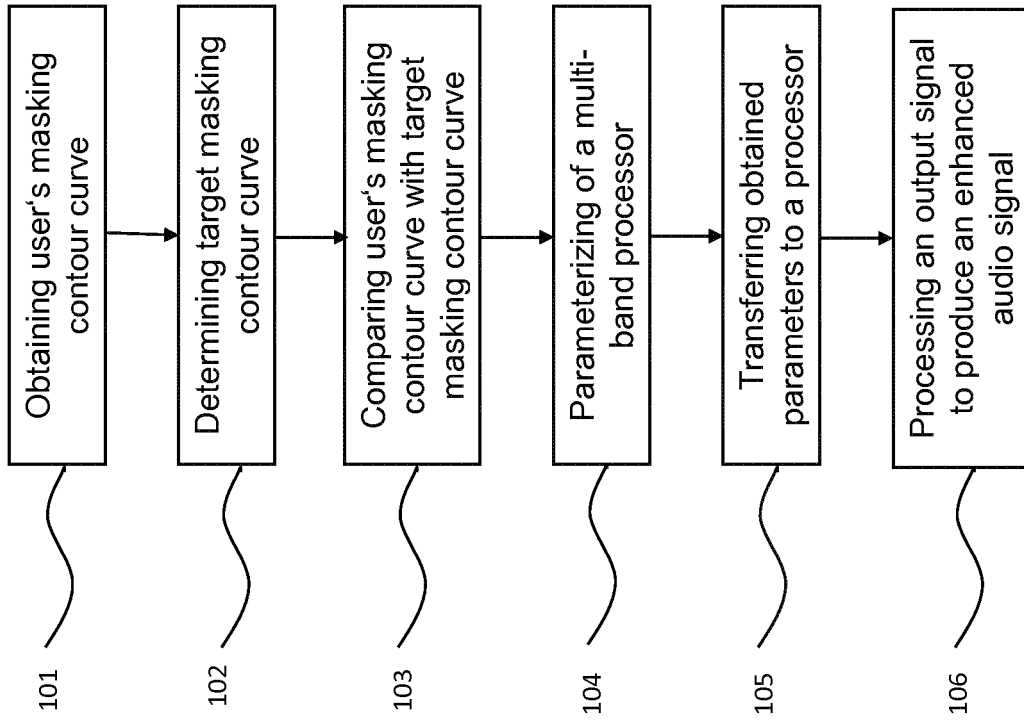 101
Obtaining user‘s masking
contour curve
102
Determining target masking
contour curve
103
Comparing user‘s masking
contour curve with target
masking contour curve
104
Parameterizing of a multi-
band processor
105
Transferring obtained
parameters to a processor
106
Processing an output signal
to produce an enhanced
audio signal